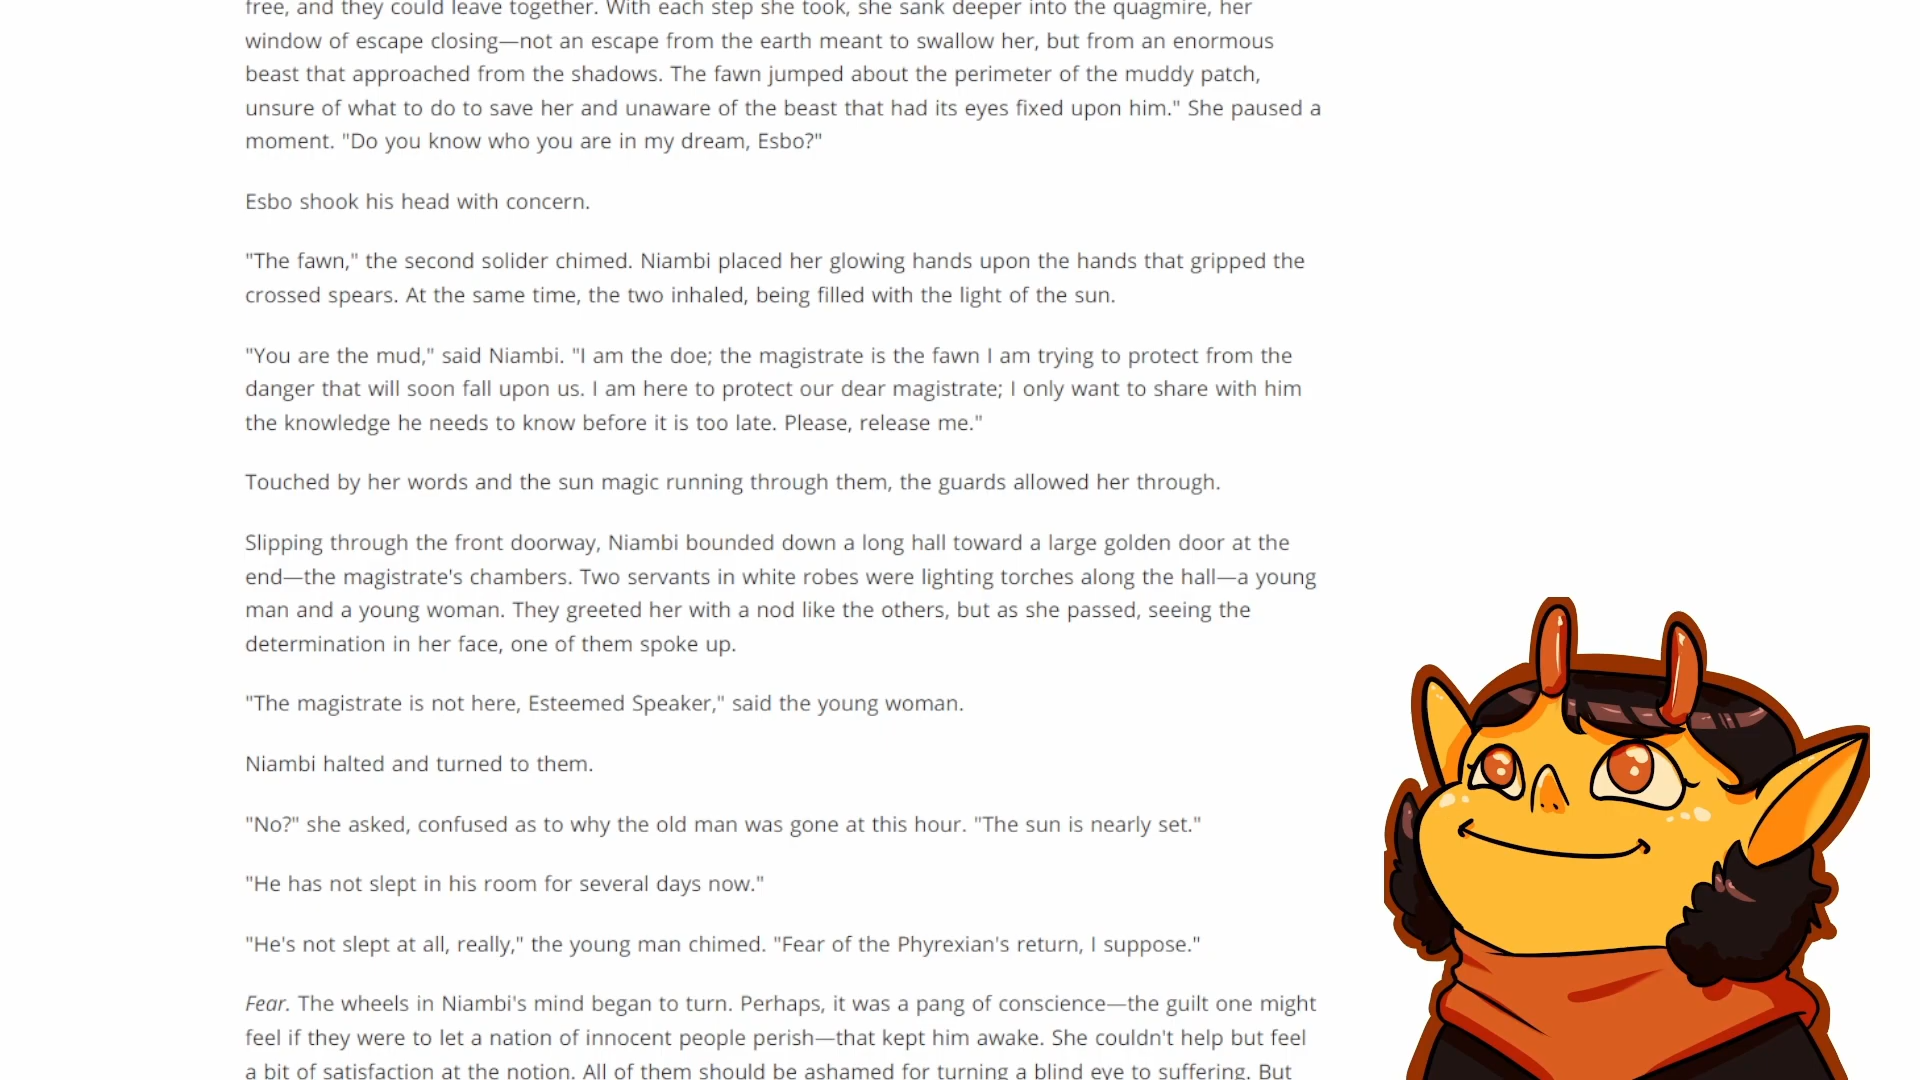 free, and they could leave together. With each step she took, she sank deeper into the quagmire, her
window of escape closing—not an escape from the earth meant to swallow her, but from an enormous
beast that approached from the shadows. The fawn jumped about the perimeter of the muddy patch,
unsure of what to do to save her and unaware of the beast that had its eyes fixed upon him." She paused a
moment. "Do you know who you are in my dream, Esbo?"
Esbo shook his head with concern.
"The fawn," the second solider chimed. Niambi placed her glowing hands upon the hands that gripped the
crossed spears. At the same time, the two inhaled, being filled with the light of the sun.
"You are the mud," said Niambi. "I am the doe; the magistrate is the fawn I am trying to protect from the
danger that will soon fall upon us. I am here to protect our dear magistrate; I only want to share with him
the knowledge he needs to know before it is too late. Please, release me."
Touched by her words and the sun magic running through them, the guards allowed her through.
Slipping through the front doorway, Niambi bounded down a long hall toward a large golden door at the
end—the magistrate's chambers. Two servants in white robes were lighting torches along the hall—a young
man and a young woman. They greeted her with a nod like the others, but as she passed, seeing the
determination in her face, one of them spoke up.
"The magistrate is not here, Esteemed Speaker," said the young woman.
Niambi halted and turned to them.
"No?" she asked, confused as to why the old man was gone at this hour. "The sun is nearly set."
"He has not slept in his room for several days now."
"He's not slept at all, really," the young man chimed. "Fear of the Phyrexian's return, I suppose."
Fear. The wheels in Niambi's mind began to turn. Perhaps, it was a pang of conscience—the guilt one might
feel if they were to let a nation of innocent people perish—that kept him awake. She couldn't help but feel
a bit of satisfaction at the notion. All of them should be ashamed for turning a blind eye to suffering. But